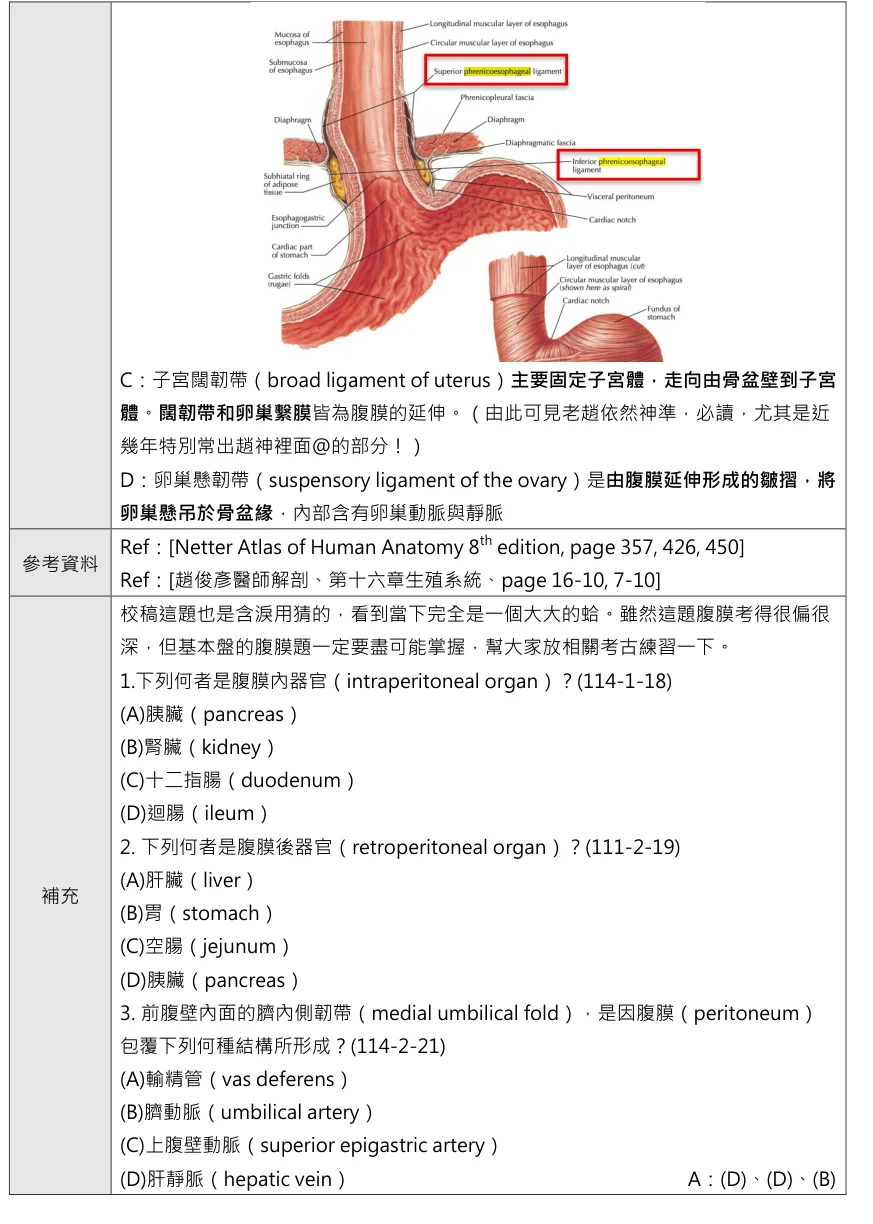 Mucosa of
esophagus
Submucosa
of esophagus
Diaphragm
Subhiatal ring
of adipose
tissue
Esophagogastric
junction
Cardiac part
of stomach
Gastric folds
(rugae)
Longitudinal muscular layer of esophagus
Circular muscular layer of esophagus
Superior phrenicoesophageal ligament
Phrenicopleural fascia
Diaphragm
Diaphragmatic fascia
Inferior phrenicoesophageal
ligament
Visceral peritoneum
Cardiac notch
Longitudinal muscular
layer of esophagus (cut)
Circular muscular layer of esophagus
(shown here as spiral)
Cardiac notch
Fundus of
stomach
C：子宮闊韌帶（broad ligament of uterus）主要固定子宮體，走向由骨盆壁到子宮
體。闊韌帶和卵巢繫膜皆為腹膜的延伸。（由此可見老趙依然神準，必讀，尤其是近
幾年特別常出趙神裡面@的部分！）
D：卵巢懸韌帶（suspensory ligament of the ovary）是由腹膜延伸形成的皺摺，將
卵巢懸吊於骨盆緣，內部含有卵巢動脈與靜脈
參考資料
Ref：[Netter Atlas of Human Anatomy 8th edition, page 357, 426, 450]
Ref：[趙俊彥醫師解剖、第十六章生殖系統、page 16-10, 7-10]
補充
校稿這題也是含淚用猜的，看到當下完全是一個大大的蛤。雖然這題腹膜考得很偏很
深，但基本盤的腹膜題一定要盡可能掌握，幫大家放相關考古練習一下。
1.下列何者是腹膜內器官（intraperitoneal organ）？(114-1-18)
(A)胰臟（pancreas）
(B)腎臟（kidney）
(C)十二指腸（duodenum）
(D)迴腸（ileum）
2. 下列何者是腹膜後器官（retroperitoneal organ）？(111-2-19)
(A)肝臟（liver）
(B)胃（stomach）
(C)空腸（jejunum）
(D)胰臟（pancreas）
3. 前腹壁內面的臍內側韌帶（medial umbilical fold），是因腹膜（peritoneum）
包覆下列何種結構所形成？(114-2-21)
(A)輸精管（vas deferens）
(B)臍動脈（umbilical artery）
(C)上腹壁動脈（superior epigastric artery）
(D)肝靜脈（hepatic vein） A：(D)、(D)、(B)